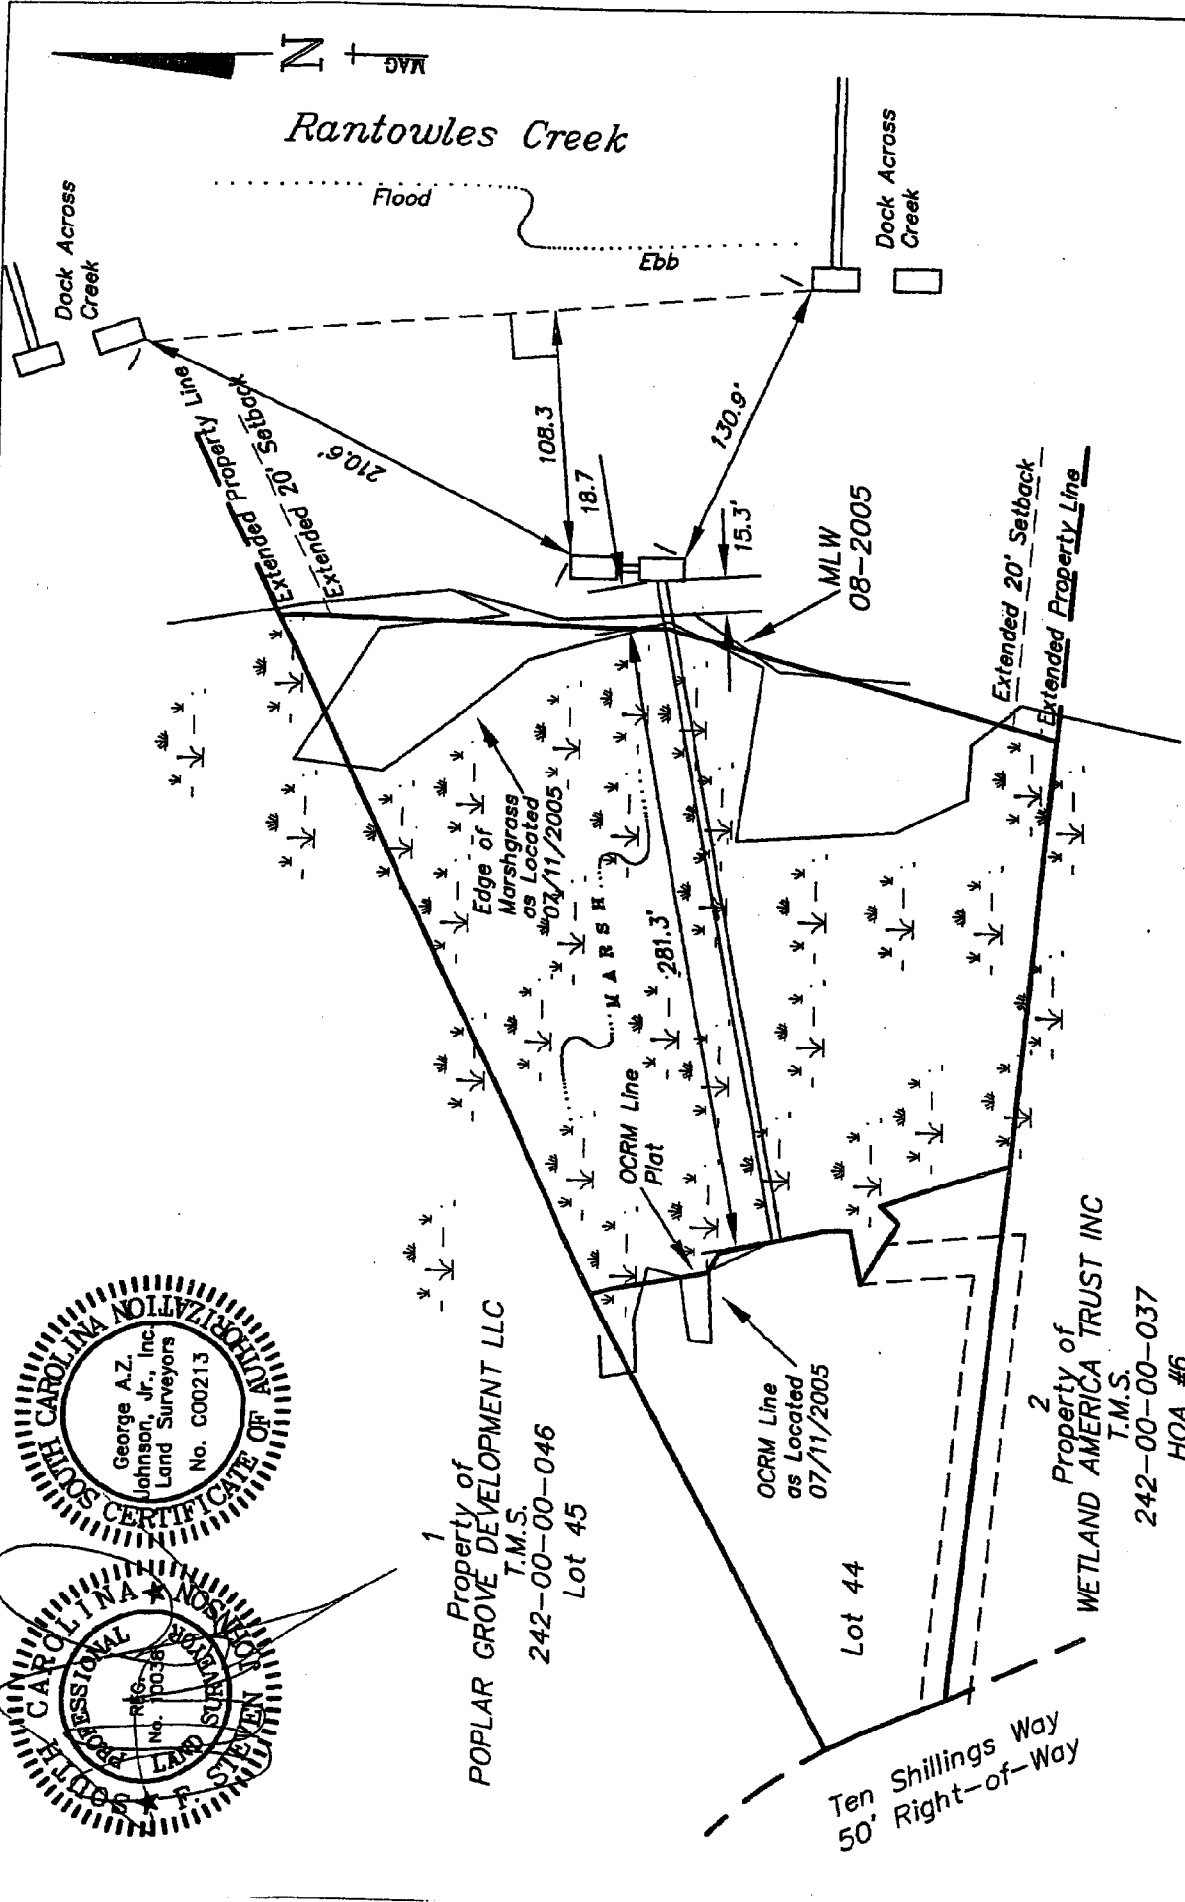 N
MAG
Rantowles Creek
Flood
Ebb
Dock Across
Creek
Dock Across
Creek
Extended Property Line
Extended 20' Setback
210.6'
108.3
18.7
130.9'
15.3'
MLW
08-2005
Extended 20' Setback
Extended Property Line
Edge of
Marshgrass
as Located
07/11/2005
MARSH
281.3'
OCRM Line
Plat
OCRM Line
as Located
07/11/2005
1
Property of
POPLAR GROVE DEVELOPMENT LLC
T.M.S.
242-00-00-046
Lot 45
Lot 44
2
Property of
WETLAND AMERICA TRUST INC
T.M.S.
242-00-00-037
HOA #6
Ten Shillings Way
50' Right-of-Way
SOUTH CAROLINA
PROFESSIONAL
REG.
No. 10038
LAND SURVEYOR
F. STEVEN JOHNSON
SOUTH CAROLINA
CERTIFICATE OF AUTHORIZATION
George A.Z.
Johnson, Jr., Inc.
Land Surveyors
No. C00213